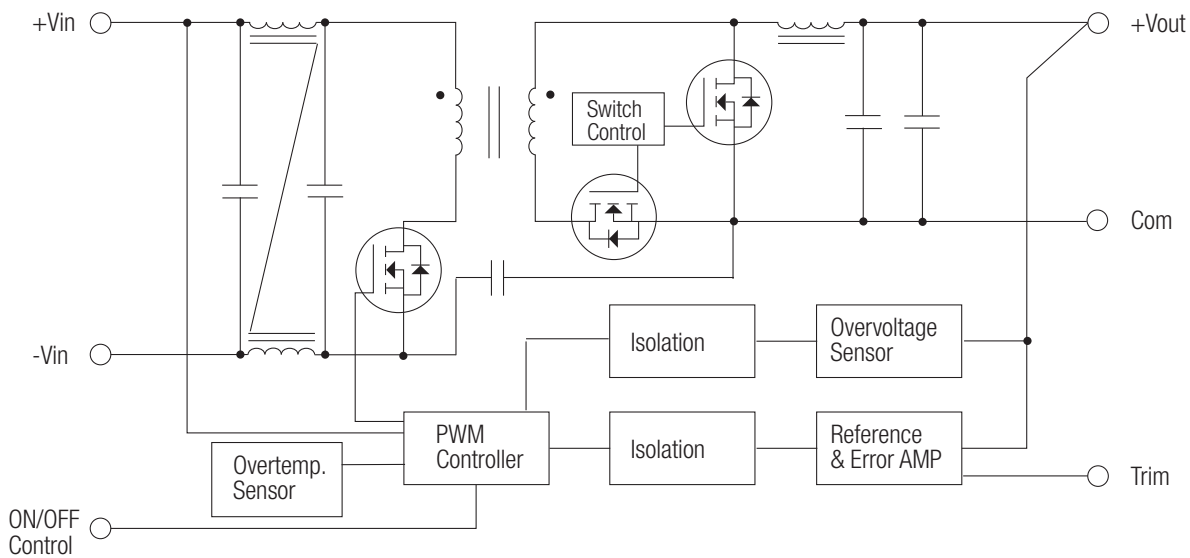 +Vin
+Vout
Switch
Control
Com
-Vin
Isolation
Overvoltage
Sensor
PWM
Controller
Isolation
Reference
& Error AMP
Overtemp.
Sensor
Trim
ON/OFF
Control